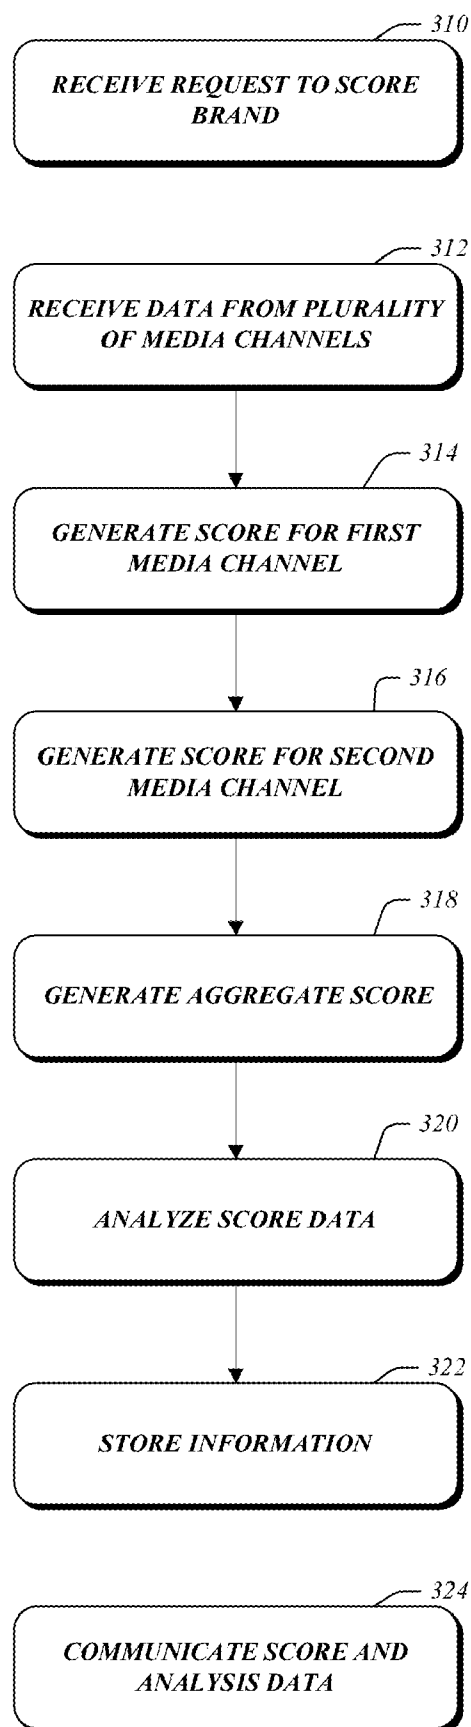 310
RECEIVE REQUEST TO SCORE
BRAND
312
RECEIVE DATA FROM PLURALITY
OF MEDIA CHANNELS
314
GENERATE SCORE FOR FIRST
MEDIA CHANNEL
316
GENERATE SCORE FOR SECOND
MEDIA CHANNEL
318
GENERATE AGGREGATE SCORE
320
ANALYZE SCORE DATA
322
STORE INFORMATION
324
COMMUNICATE SCORE AND
ANALYSIS DATA